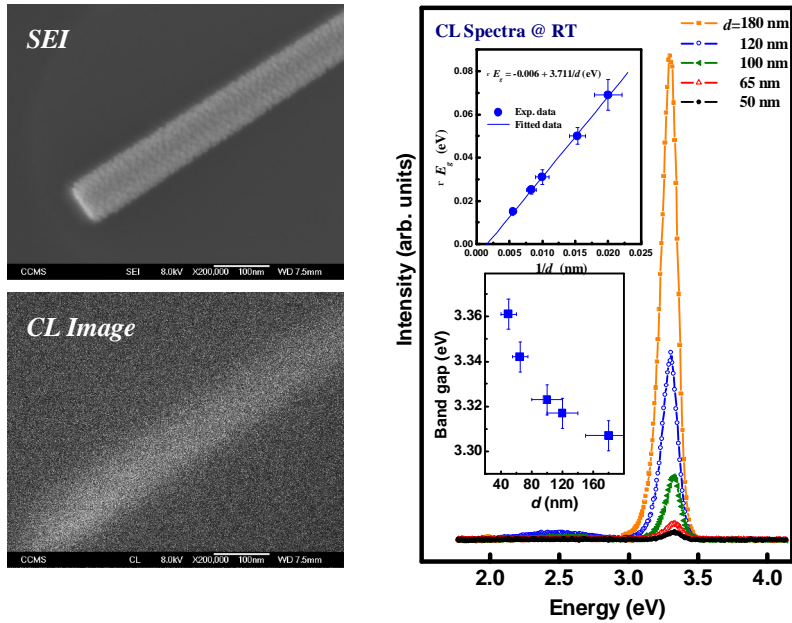 SEI
CCMS SEI 8.0kV X200,000 100nm WD 7.5mm
CL Image
CCMS CL 8.0kV X200,000 100nm WD 7.5mm
CL Spectra @ RT
d=180 nm
120 nm
100 nm
65 nm
50 nm
Intensity (arb. units)
Energy (eV)
2.0 2.5 3.0 3.5 4.0
v E g = -0.006 + 3.711/d (eV)
Exp. data
Fitted data
v E g (eV)
0.08
0.06
0.04
0.02
0.00
0.000 0.005 0.010 0.015 0.020 0.025
1/d (nm)
Band gap (eV)
3.36
3.34
3.32
3.30
40 80 120 160
d (nm)